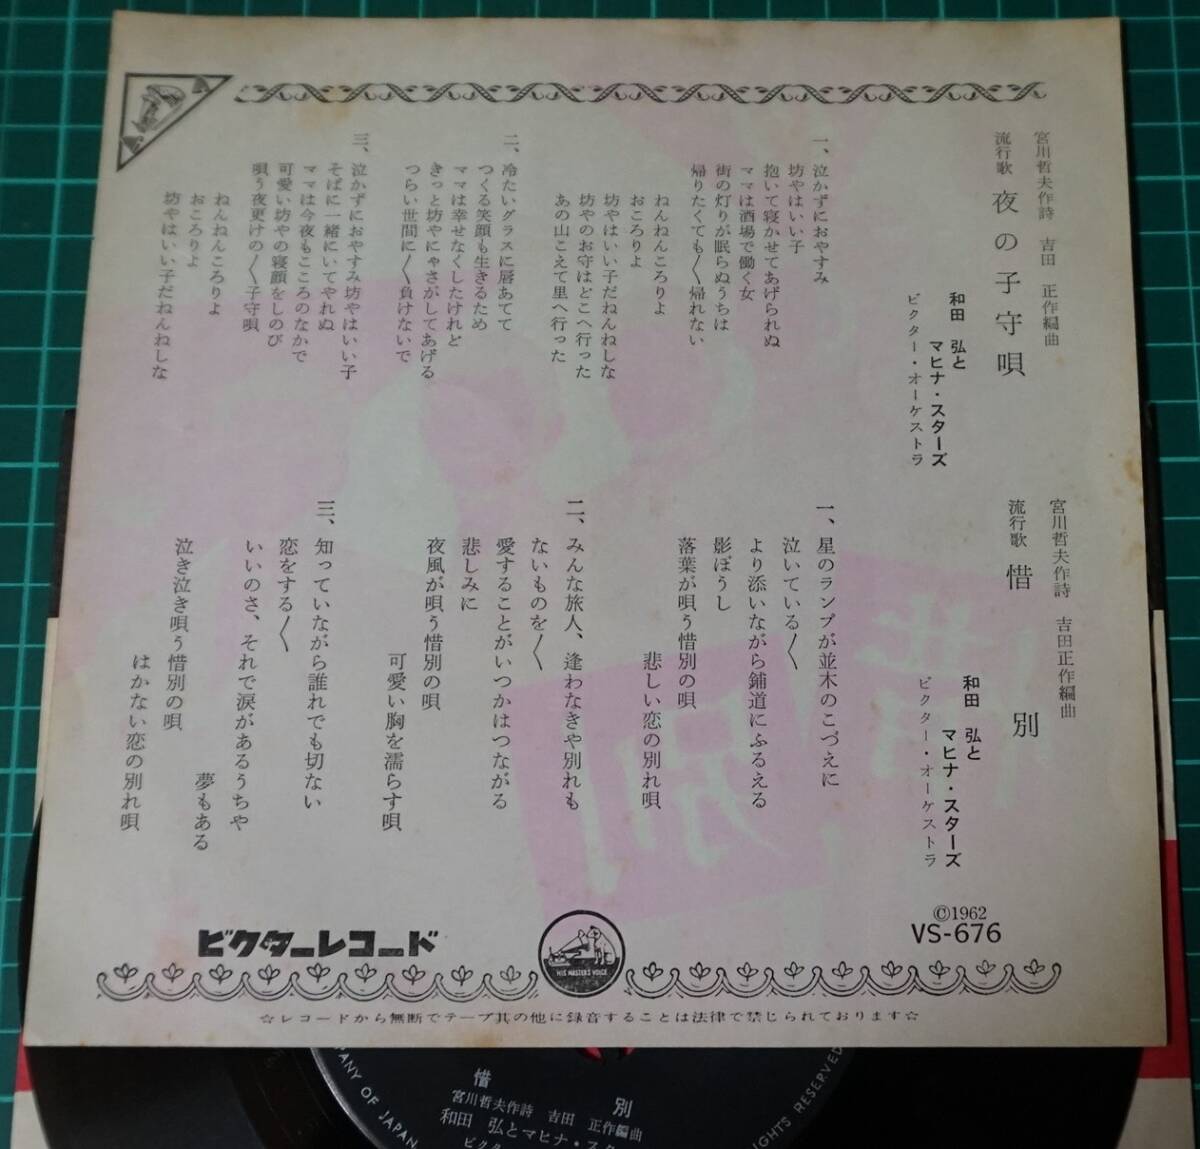 宮川哲夫作詩 吉田 正作編曲
流行歌 夜の子守唄
和田 弘と
マヒナ・スターズ
ビクター・オーケストラ
一、泣かずにおやすみ
坊やはいい子
抱いて寝かせてあげられぬ
ママは酒場で働く女
街の灯りが眠らぬうちは
帰りたくても〳〵帰れない
ねんねんころりよ
おころりよ
坊やはいい子だねんねしな
坊やのお守はどこへ行った
あの山こえて里へ行った
二、冷たいグラスに唇あてて
つくる笑顔も生きるため
ママは幸せなくしたけれど
きっと坊やにゃさがしてあげる
つらい世間に〳〵負けないで
三、泣かずにおやすみ坊やはいい子
そばに一緒にいてやれぬ
ママは今夜もこころのなかで
可愛い坊やの寝顔をしのび
唄う夜更けの〳〵子守唄
ねんねんころりよ
おころりよ
坊やはいい子だねんねしな
宮川哲夫作詩 吉田正作編曲
流行歌 惜別
和田 弘と
マヒナ・スターズ
ビクター・オーケストラ
一、星のランプが並木のこづえに
泣いている〳〵
より添いながら鋪道にふるえる
影ぼうし
落葉が唄う惜別の唄
悲しい恋の別れ唄
二、みんな旅人、逢わなきや別れも
ないものを〳〵
愛することがいつかはつながる
悲しみに
夜風が唄う惜別の唄
可愛い胸を濡らす唄
三、知っていながら誰れでも切ない
恋をする〳〵
いいのさ、それで涙があるうちや
夢もある
泣き泣き唄う惜別の唄
はかない恋の別れ唄
©1962
VS-676
ビクターレコード
HIS MASTER'S VOICE
☆レコードから無断でテープ其の他に録音することは法律で禁じられております☆
惜別
宮川哲夫作詩 吉田 正作編曲
和田 弘とマヒナ・スタ
ビク
PANY OF JAPAN
GHTS RESERVED